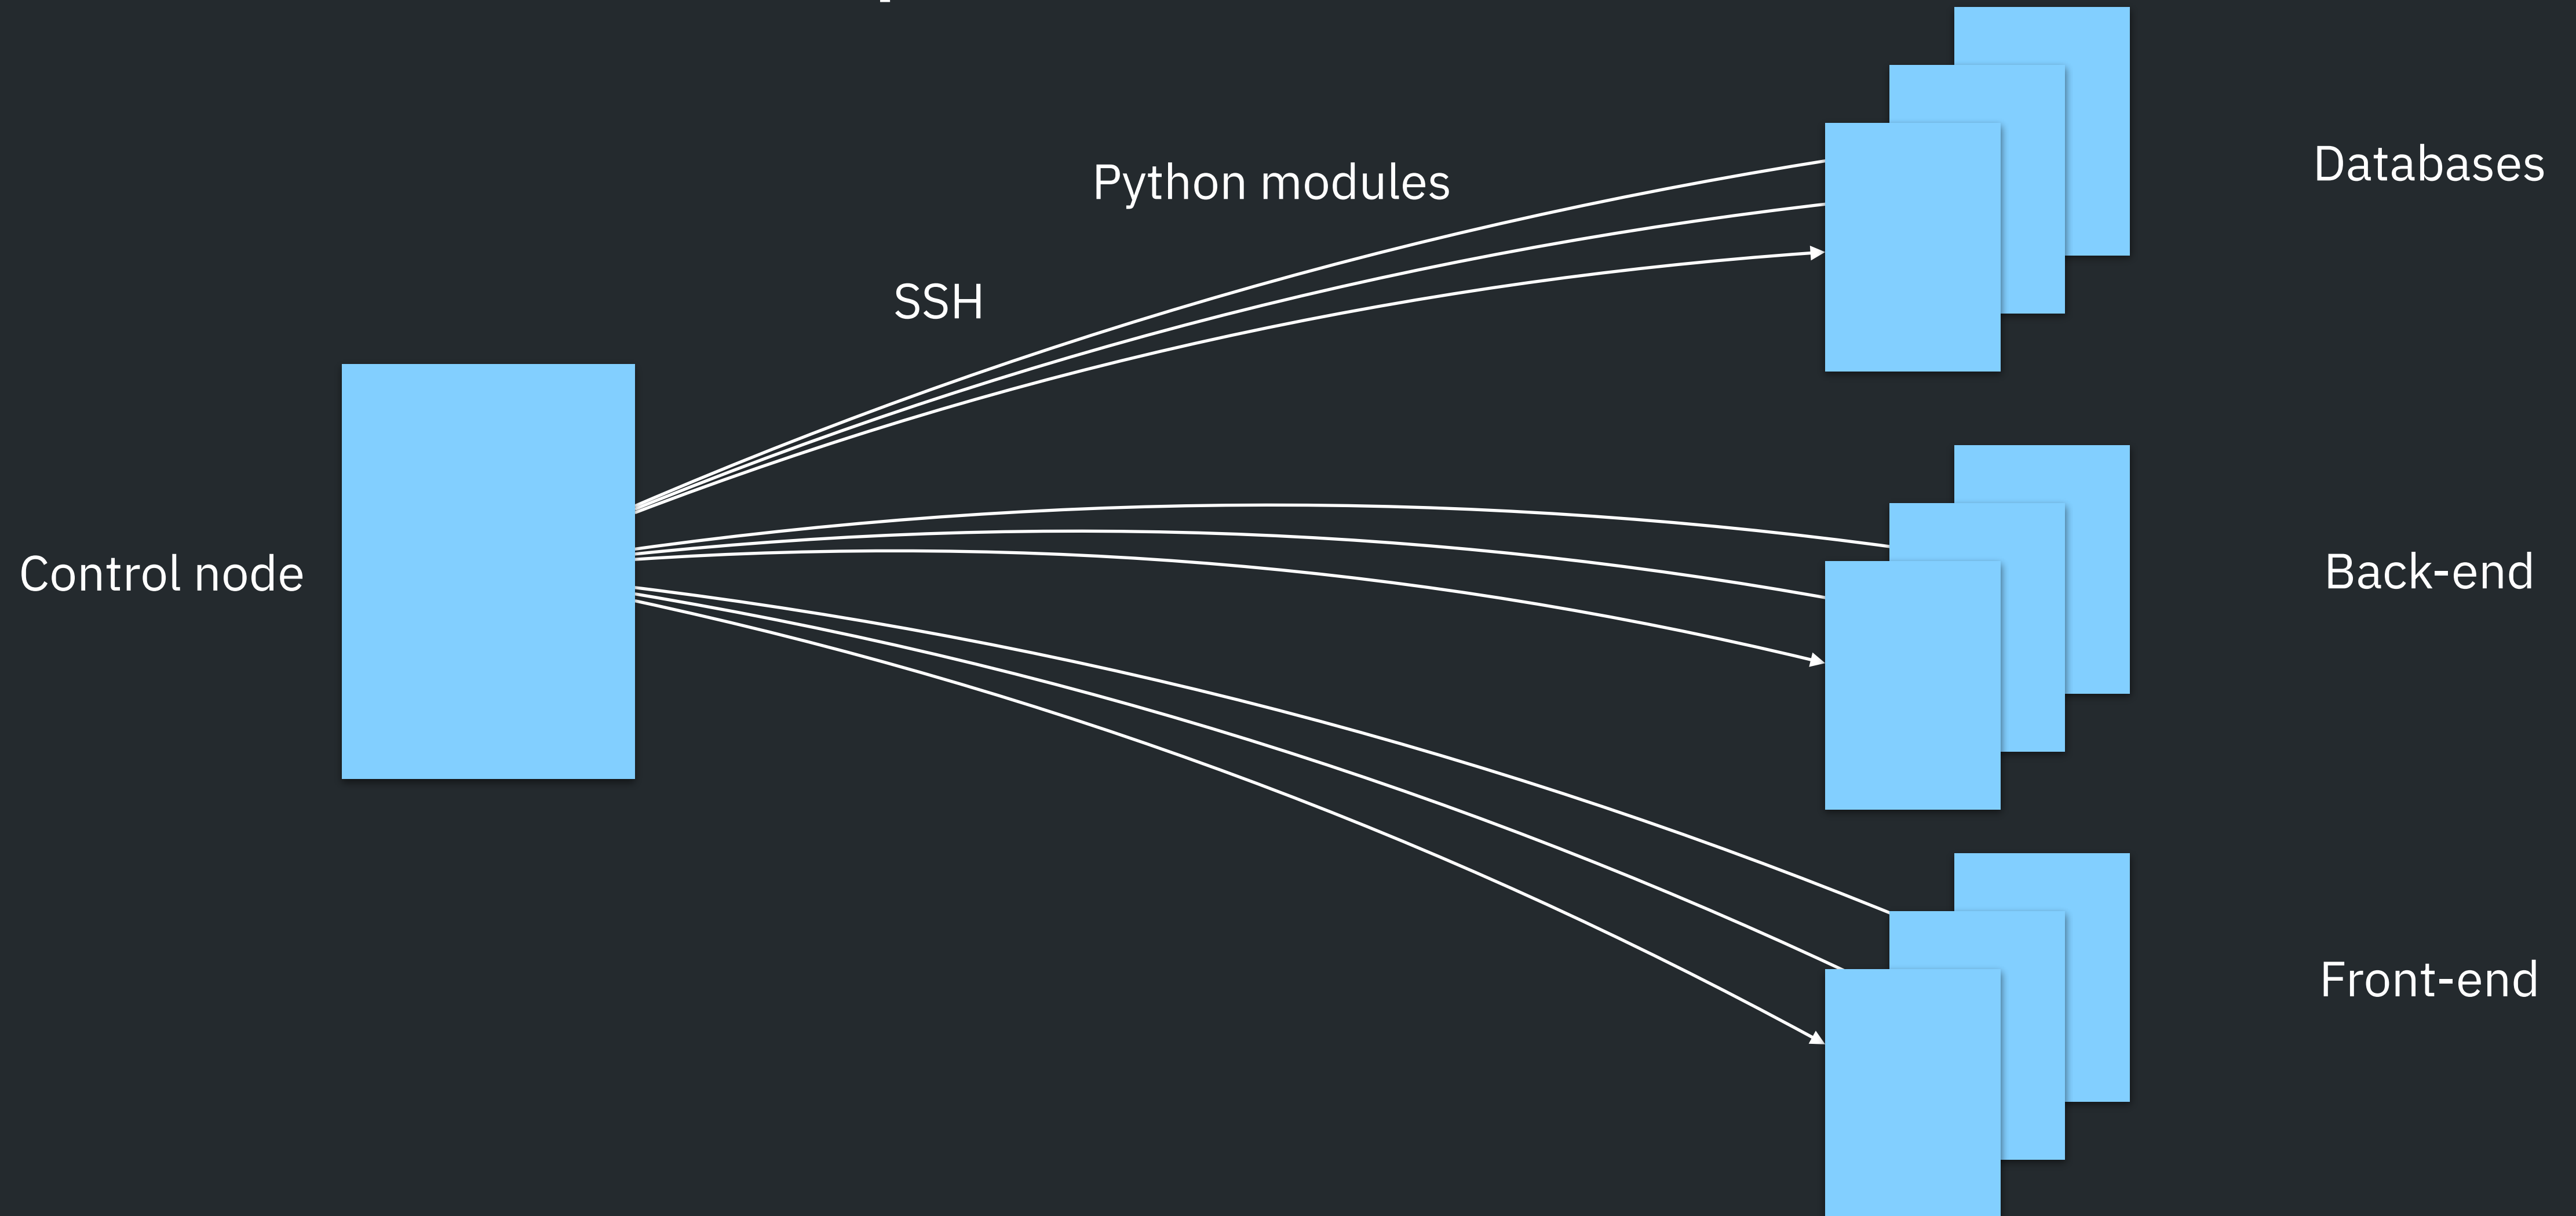 Python modules
Databases
SSH
Control node
Back-end
Front-end